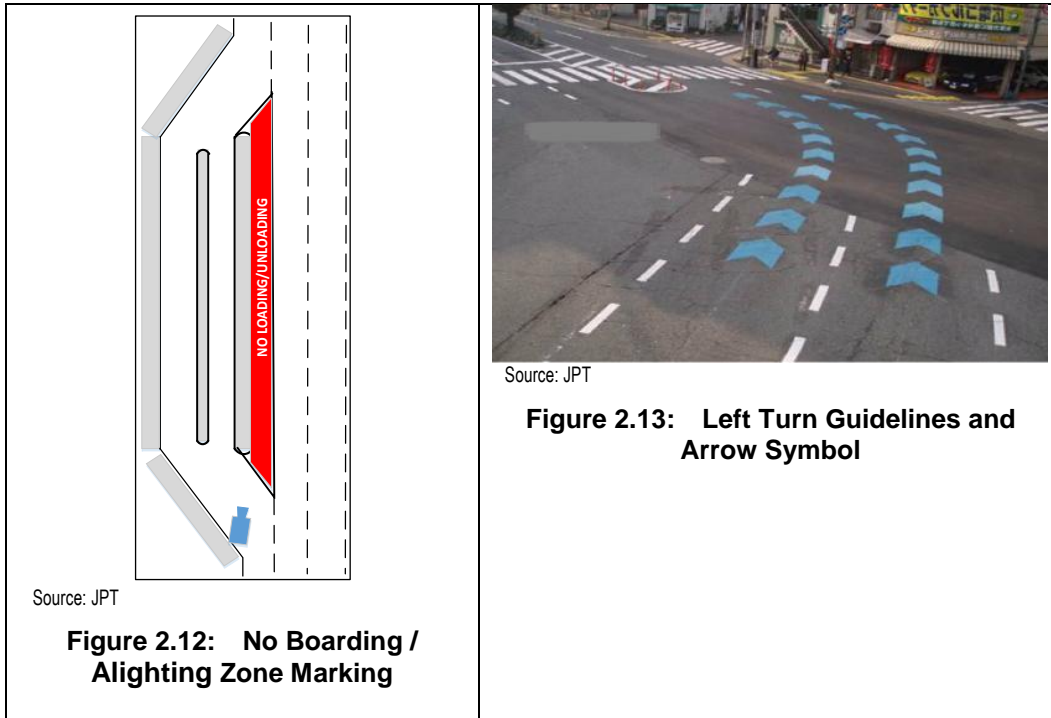 NO LOADING/UNLOADING
Source: JPT
Figure 2.12: No Boarding /
Alighting Zone Marking
Source: JPT
Figure 2.13: Left Turn Guidelines and
Arrow Symbol